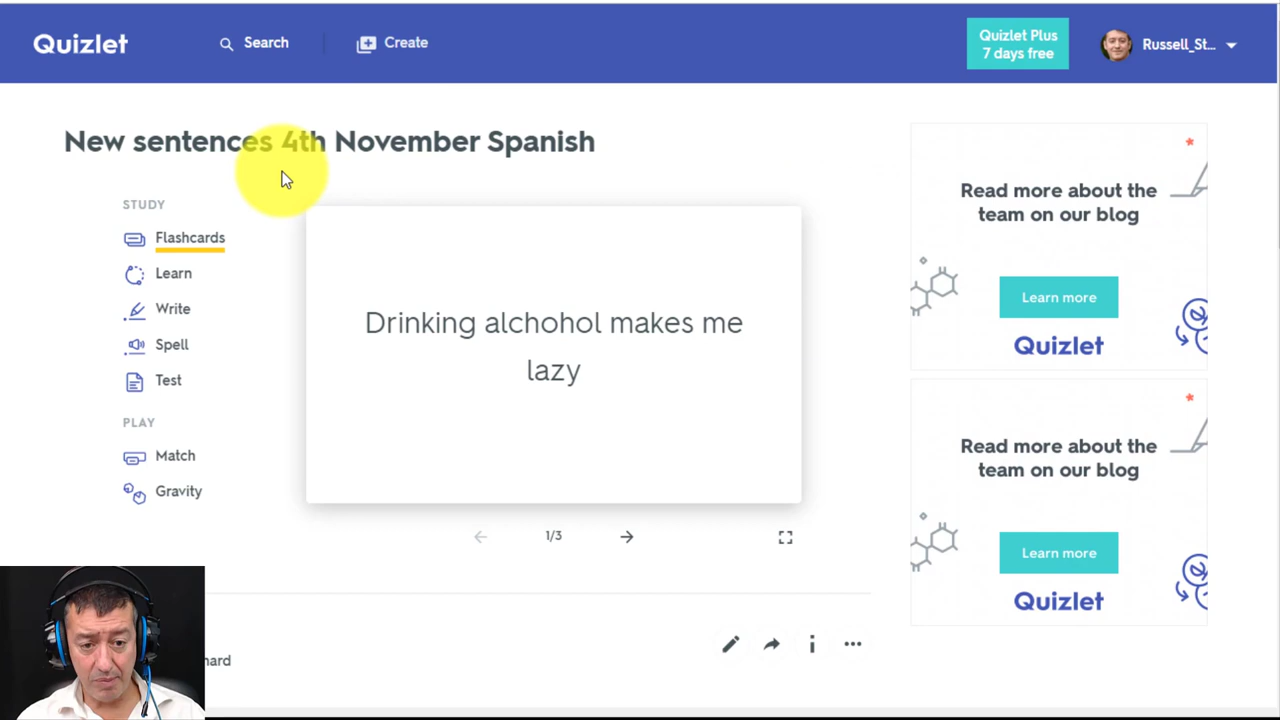 Quizlet
Search
Create
Quizlet Plus
7 days free
Russell_St...
New sentences 4th November Spanish
STUDY
Flashcards
Learn
Write
Spell
Test
PLAY
Match
Gravity
Drinking alchohol makes me
lazy
1/3
Read more about the
team on our blog
Learn more
Quizlet
Read more about the
team on our blog
Learn more
Quizlet